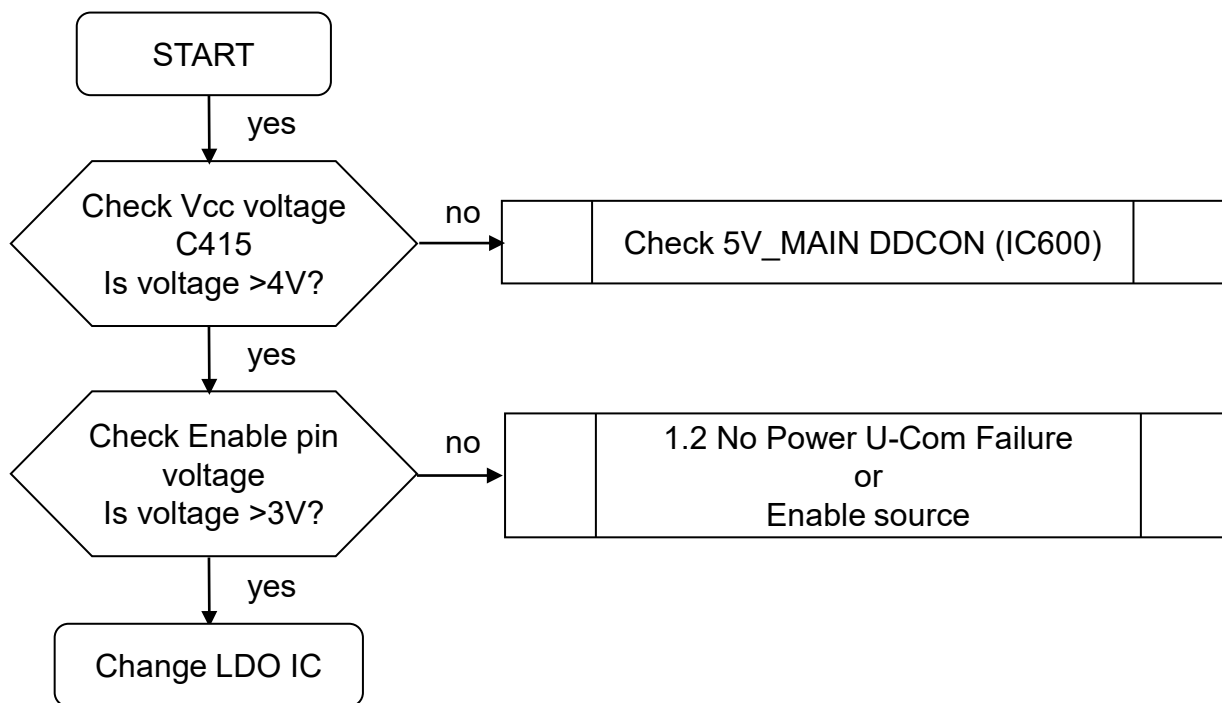 START
yes
Check Vcc voltage
C415
Is voltage >4V?
no
Check 5V_MAIN DDCON (IC600)
yes
Check Enable pin
voltage
Is voltage >3V?
no
1.2 No Power U-Com Failure
or
Enable source
yes
Change LDO IC